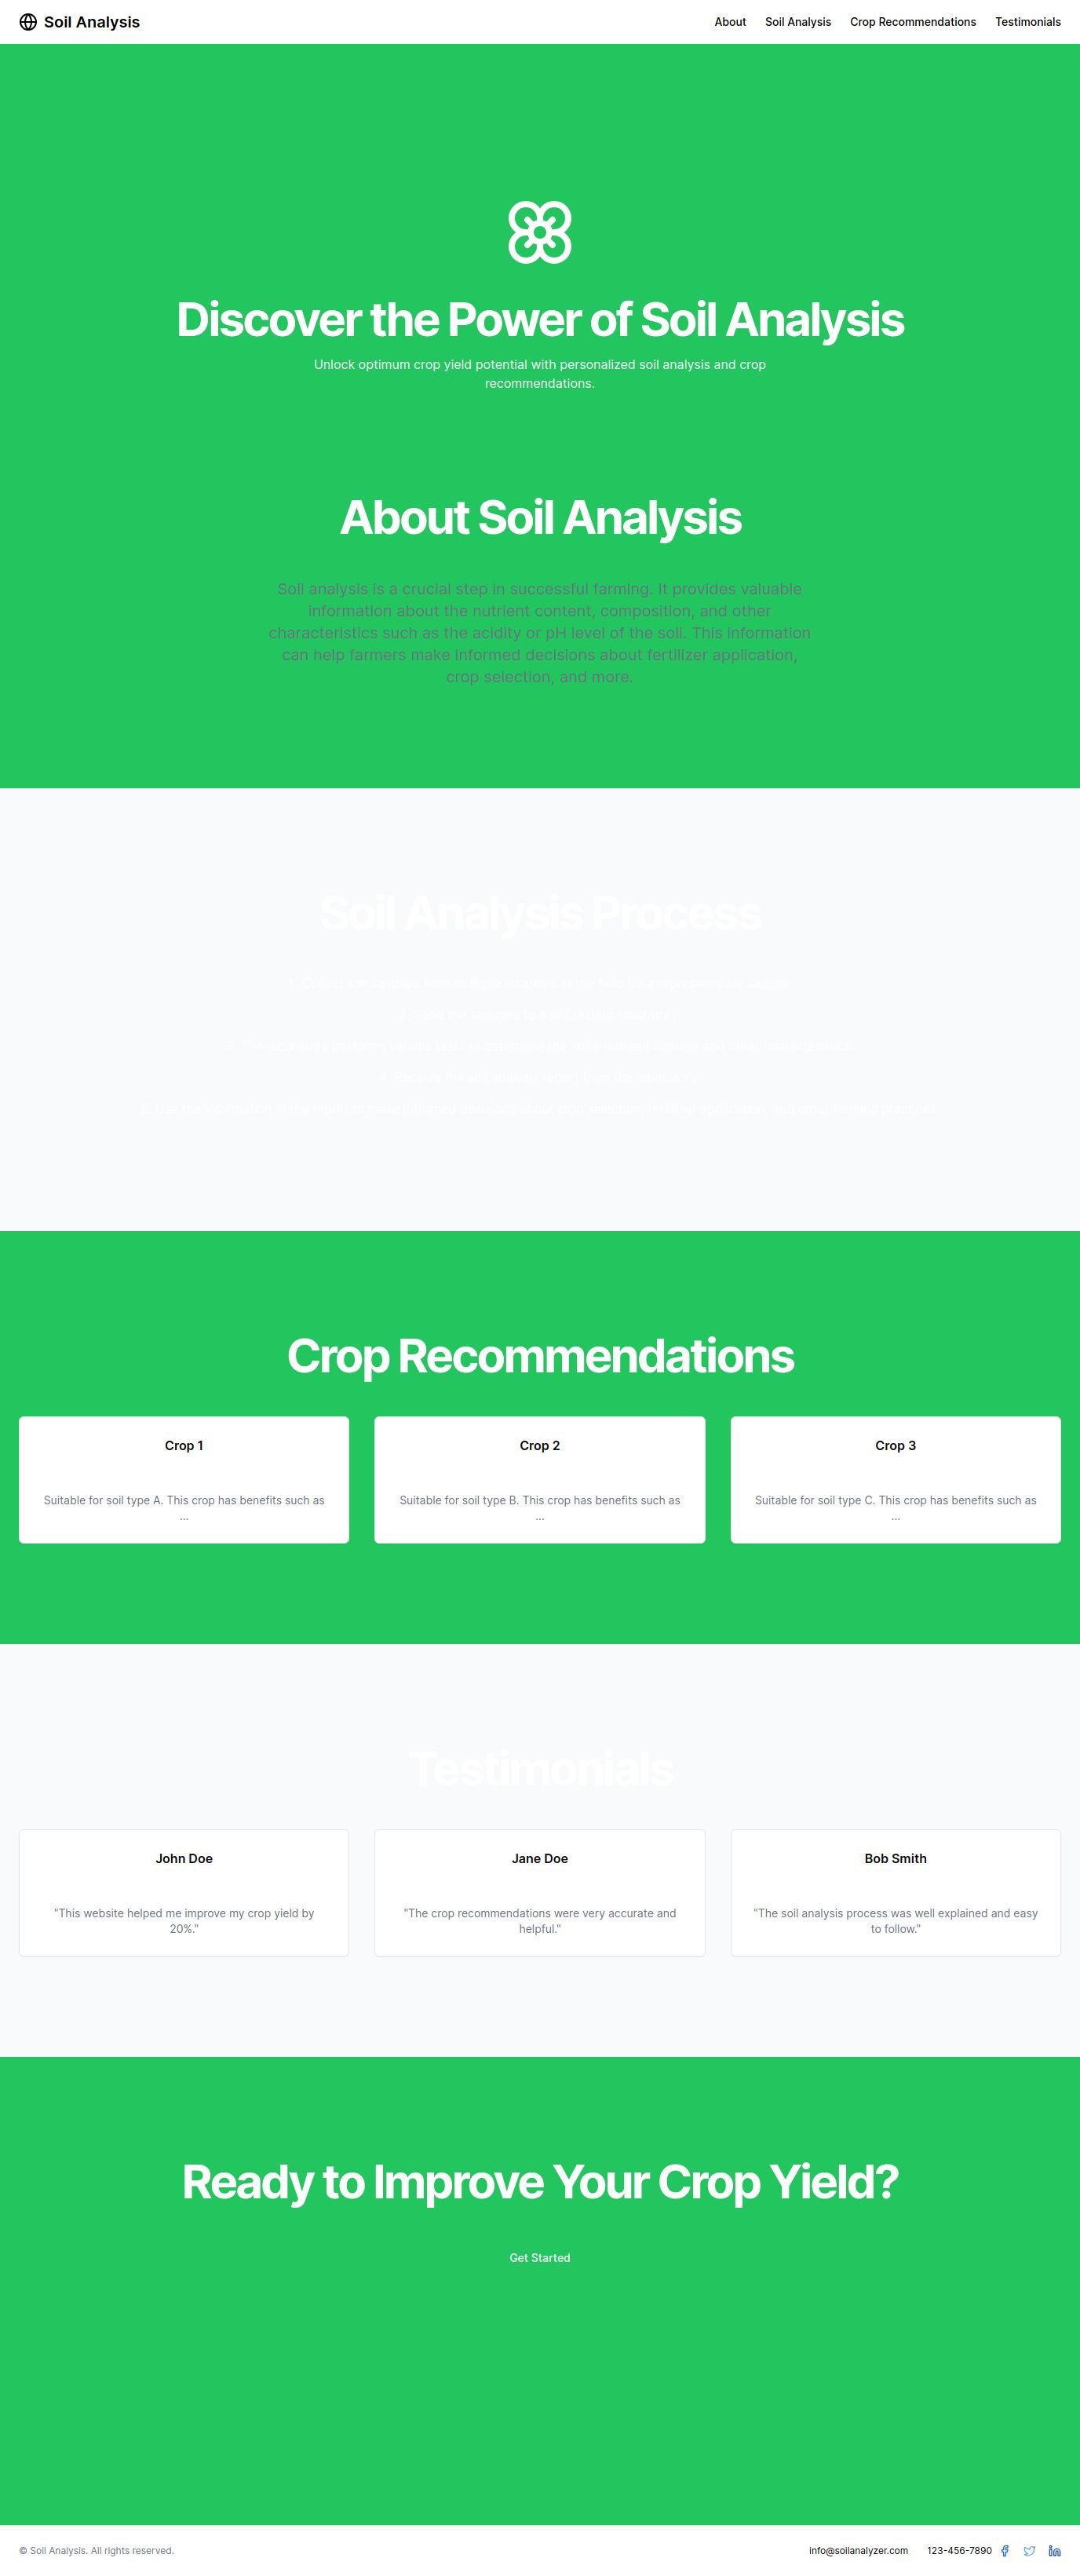 Soil Analysis
About
Soil Analysis
Crop Recommendations
Testimonials
Discover the Power of Soil Analysis
Unlock optimum crop yield potential with personalized soil analysis and crop
recommendations.
About Soil Analysis
Soil analysis is a crucial step in successful farming. It provides valuable
information about the nutrient content, composition, and other
characteristics such as the acidity or pH level of the soil. This information
can help farmers make informed decisions about fertilizer application,
crop selection, and more.
Soil Analysis Process
Crop Recommendations
Crop 1
Suitable for soil type A. This crop has benefits such as
...
Crop 2
Suitable for soil type B. This crop has benefits such as
...
Crop 3
Suitable for soil type C. This crop has benefits such as
...
Testimonials
John Doe
"This website helped me improve my crop yield by
20%."
Jane Doe
"The crop recommendations were very accurate and
helpful."
Bob Smith
"The soil analysis process was well explained and easy
to follow."
Ready to Improve Your Crop Yield?
Get Started
© Soil Analysis. All rights reserved.
info@soilanalyzer.com
123-456-7890